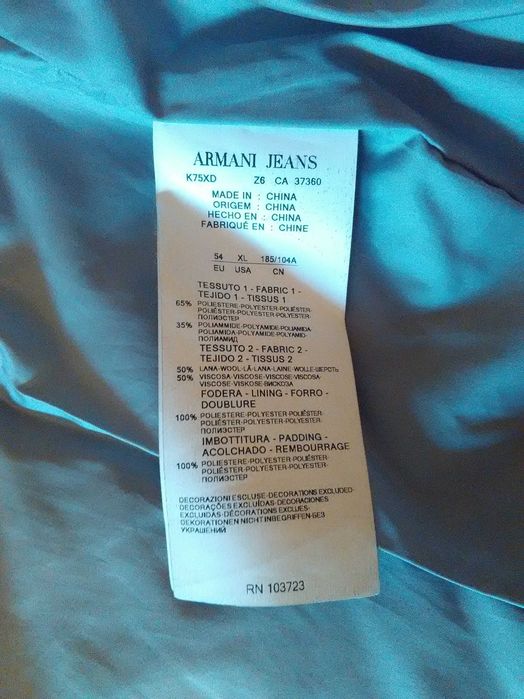 ARMANI JEANS
K75XD Z6 CA 37360
MADE IN : CHINA
ORIGEM : CHINA
HECHO EN : CHINA
FABRIQUÉ EN : CHINE
54 XL 185/104A
EU USA CN
TESSUTO 1 - FABRIC 1 -
TEJIDO 1 - TISSUS 1
65% POLIESTERE-POLYESTER-POLIÉSTER-
POLIÉSTER-POLYESTER-POLYESTER-
ПОЛИЭСТЕР
35% POLIAMMIDE-POLYAMIDE-POLIAMIDA-
POLIAMIDA-POLYAMIDE-POLYAMID-
ПОЛИАМИД
TESSUTO 2 - FABRIC 2 -
TEJIDO 2 - TISSUS 2
50% LANA-WOOL-LÃ-LANA-LAINE-WOLLE-ШЕРСТЬ
50% VISCOSA-VISCOSE-VISCOSE-VISCOSA-
VISCOSE-VISKOSE-ВИСКОЗА
FODERA - LINING - FORRO -
DOUBLURE
100% POLIESTERE-POLYESTER-POLIÉSTER-
POLIÉSTER-POLYESTER-POLYESTER-
ПОЛИЭСТЕР
IMBOTTITURA - PADDING -
ACOLCHADO - REMBOURRAGE
100% POLIESTERE-POLYESTER-POLIÉSTER-
POLIÉSTER-POLYESTER-POLYESTER-
ПОЛИЭСТЕР
DECORAZIONI ESCLUSE-DECORATIONS EXCLUDED-
DECORAÇÕES EXCLUÍDAS-DECORACIONES
EXCLUIDAS-DÉCORATIONS EXCLUES-
DEKORATIONEN NICHT INBEGRIFFEN-БЕЗ
УКРАШЕНИЙ
RN 103723